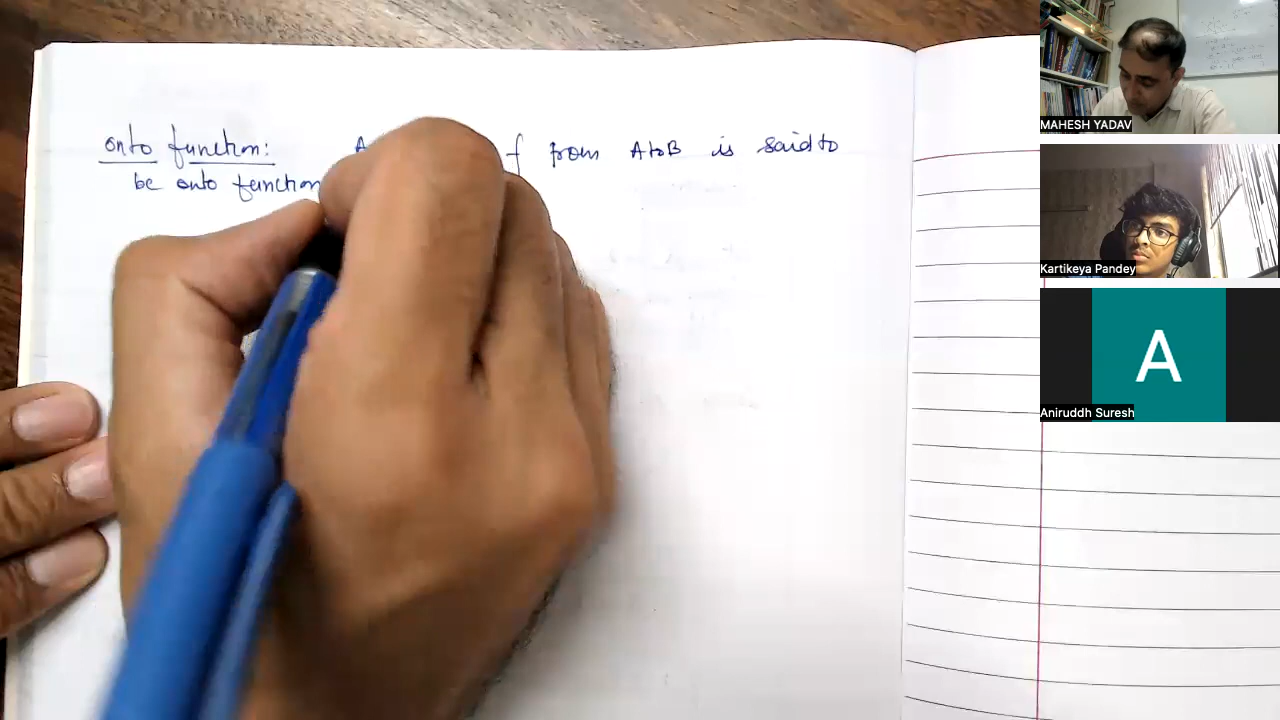 onto function: A f from A to B is said to
be onto function
MAHESH YADAV
Kartikeya Pandey
A
Aniruddh Suresh